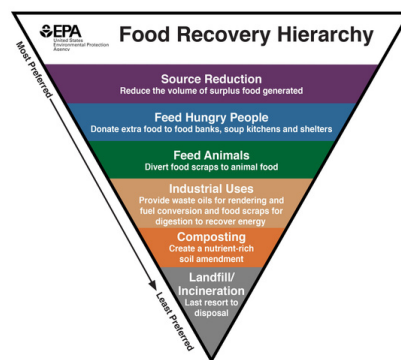 EPA
United States
Environmental Protection
Agency
Food Recovery Hierarchy
Most Preferred
Source Reduction
Reduce the volume of surplus food generated
Feed Hungry People
Donate extra food to food banks, soup kitchens and shelters
Feed Animals
Divert food scraps to animal food
Industrial Uses
Provide waste oils for rendering and
fuel conversion and food scraps for
digestion to recover energy
Composting
Create a nutrient-rich
soil amendment
Landfill/
Incineration
Last resort to
disposal
Least Preferred